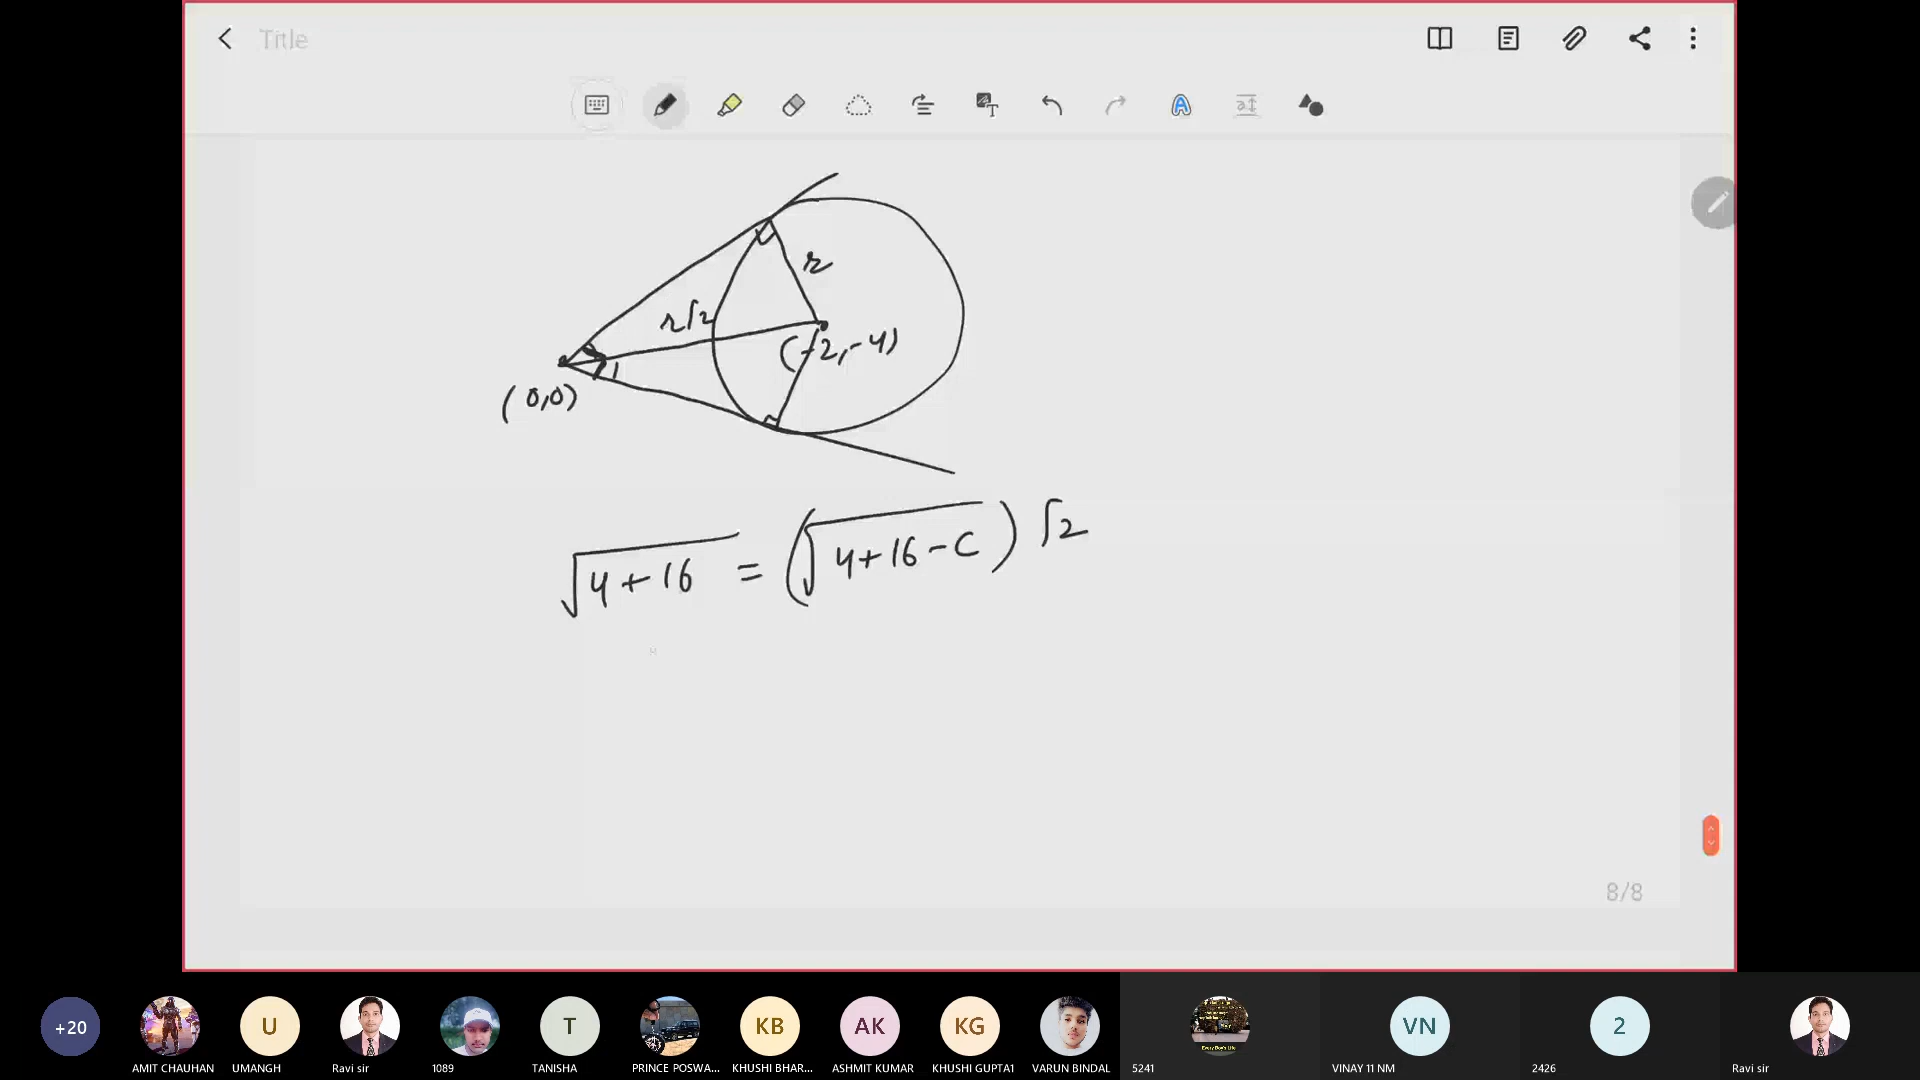 Title
r
r√2
(-2,-4)
(0,0)
√4+16 = (√4+16-C) √2
8/8
+20
U
T
KB
AK
KG
VN
2
AMIT CHAUHAN
UMANGH
Ravi sir
1089
TANISHA
PRINCE POSWA...
KHUSHI BHAR...
ASHMIT KUMAR
KHUSHI GUPTA1
VARUN BINDAL
5241
VINAY 11 NM
2426
Ravi sir